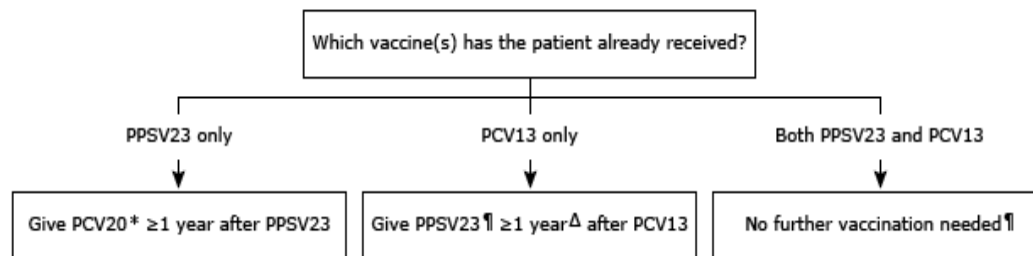 Which vaccine(s) has the patient already received?
PPSV23 only
PCV13 only
Both PPSV23 and PCV13
Give PCV20* ≥1 year after PPSV23
Give PPSV23¶ ≥1 yearΔ after PCV13
No further vaccination needed¶